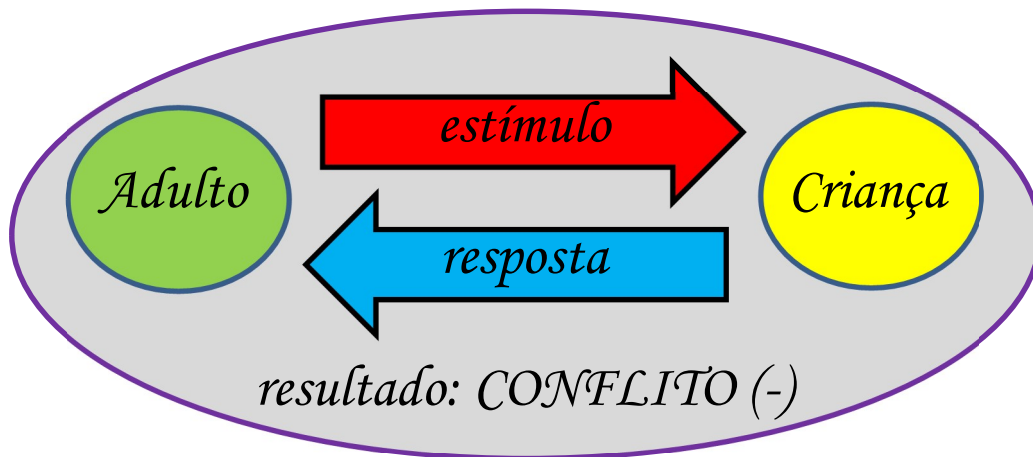 estímulo
Adulto
Criança
resposta
resultado: CONFLITO (-)